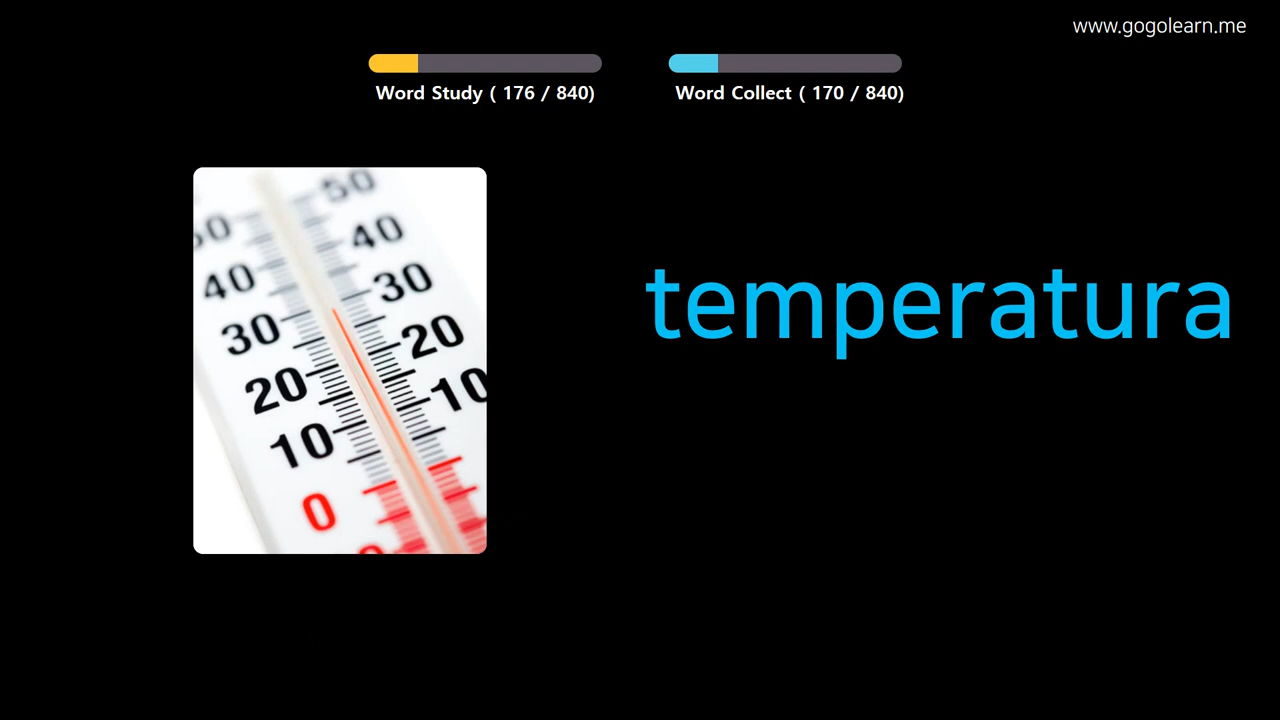 www.gogolearn.me
Word Study ( 176 / 840)
Word Collect ( 170 / 840)
50
50 40
40 30
30 20
20 10
10
0
temperatura